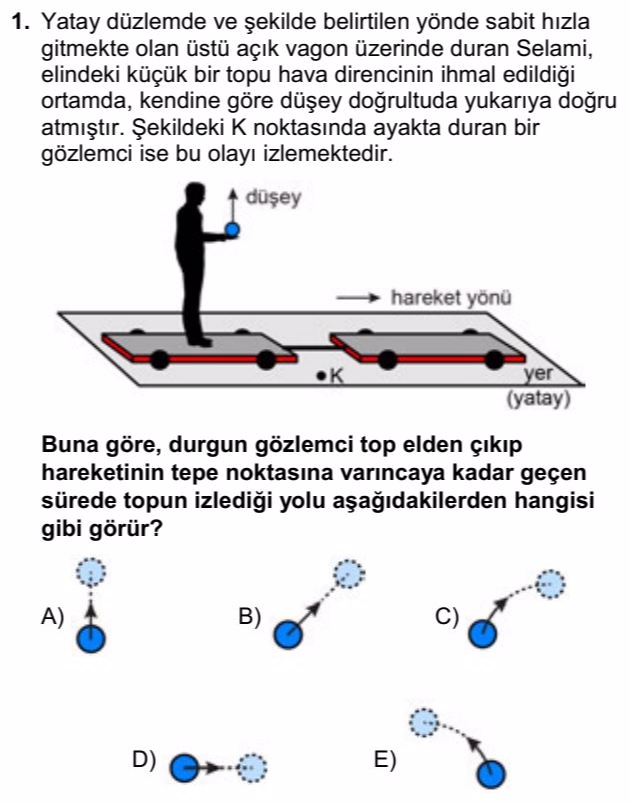 1. Yatay düzlemde ve şekilde belirtilen yönde sabit hızla
gitmekte olan üstü açık vagon üzerinde duran Selami,
elindeki küçük bir topu hava direncinin ihmal edildiği
ortamda, kendine göre düşey doğrultuda yukarıya doğru
atmıştır. Şekildeki K noktasında ayakta duran bir
gözlemci ise bu olayı izlemektedir.
düşey
hareket yönü
K
yer
(yatay)
Buna göre, durgun gözlemci top elden çıkıp
hareketinin tepe noktasına varıncaya kadar geçen
sürede topun izlediği yolu aşağıdakilerden hangisi
gibi görür?
A) B) C)
D) E)